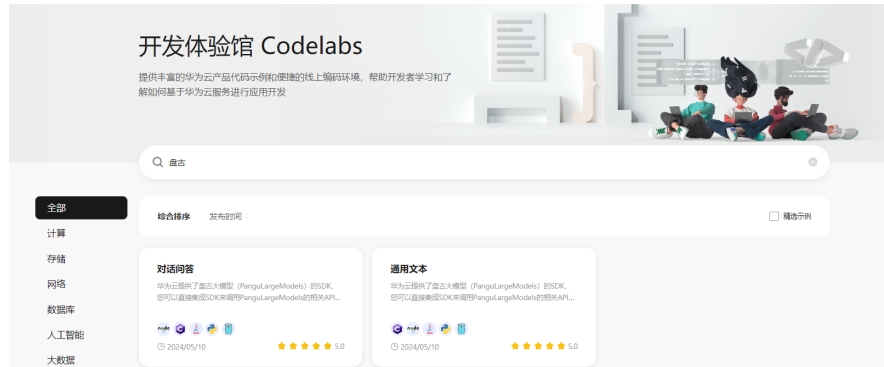 开发体验馆 Codelabs
提供丰富的华为云产品代码示例和便捷的线上编码环境，帮助开发者学习和了
解如何基于华为云服务进行应用开发
盘古
全部
计算
存储
网络
数据库
人工智能
大数据
综合排序 发布时间 精选示例
对话问答
华为云提供了盘古大模型（PanguLargeModels）的SDK，
您可以直接集成SDK来调用PanguLargeModels的相关API...
2024/05/10 5.0
通用文本
华为云提供了盘古大模型（PanguLargeModels）的SDK，
您可以直接集成SDK来调用PanguLargeModels的相关API...
2024/05/10 5.0